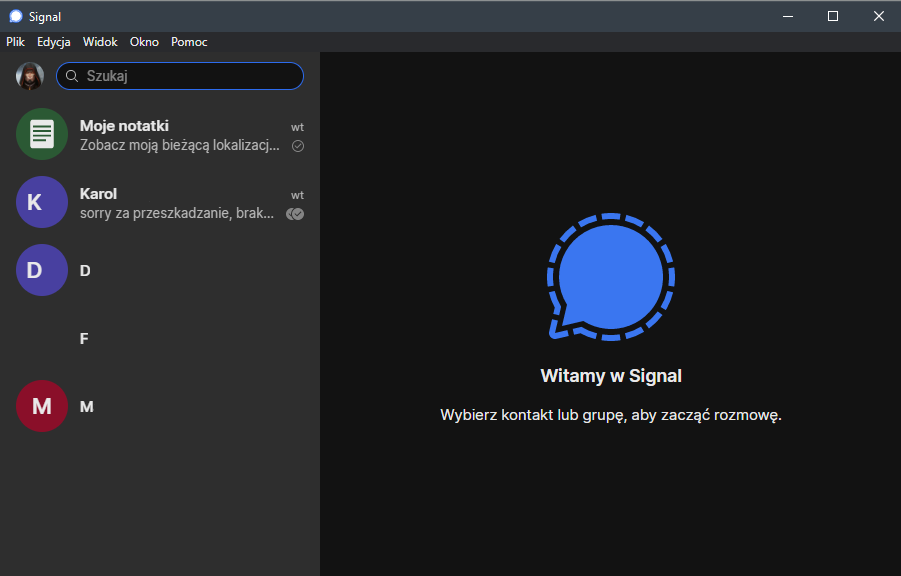 Signal
Plik Edycja Widok Okno Pomoc
Szukaj
Moje notatki wt
Zobacz moją bieżącą lokalizacj...
K Karol wt
sorry za przeszkadzanie, brak...
D D
F
M M
Witamy w Signal
Wybierz kontakt lub grupę, aby zacząć rozmowę.